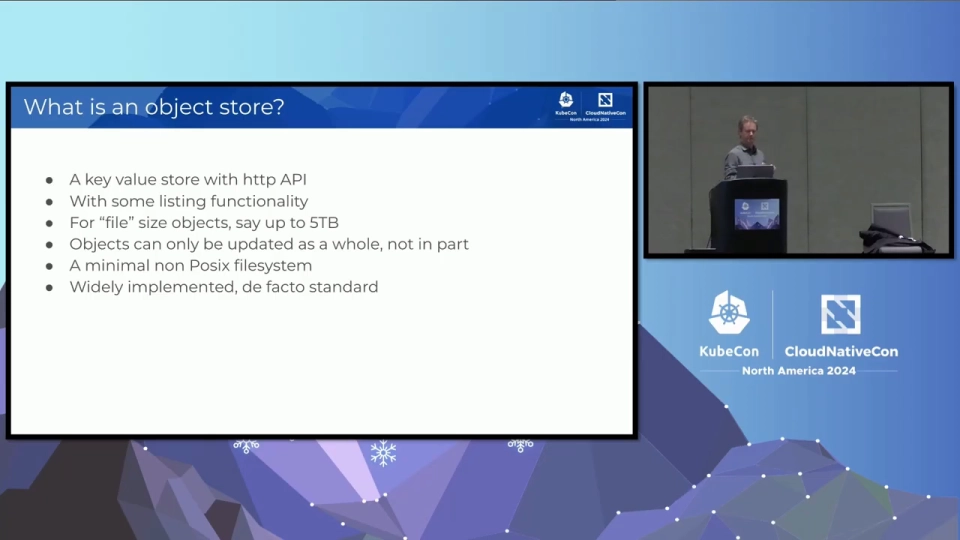 What is an object store?
KubeCon
CloudNativeCon
North America 2024
● A key value store with http API
● With some listing functionality
● For “file” size objects, say up to 5TB
● Objects can only be updated as a whole, not in part
● A minimal non Posix filesystem
● Widely implemented, de facto standard
KubeCon
CloudNativeCon
North America 2024